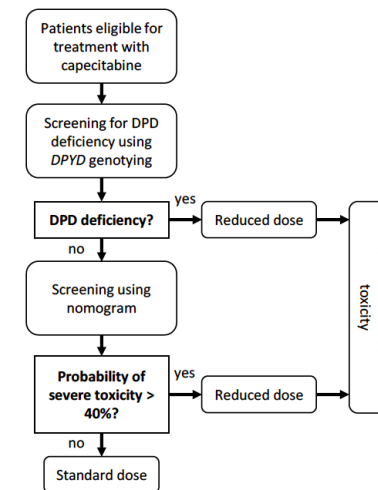 Patients eligible for
treatment with
capecitabine
Screening for DPD
deficiency using
DPYD genotying
DPD deficiency?
yes
Reduced dose
no
Screening using
nomogram
toxicity
Probability of
severe toxicity >
40%?
yes
Reduced dose
no
Standard dose